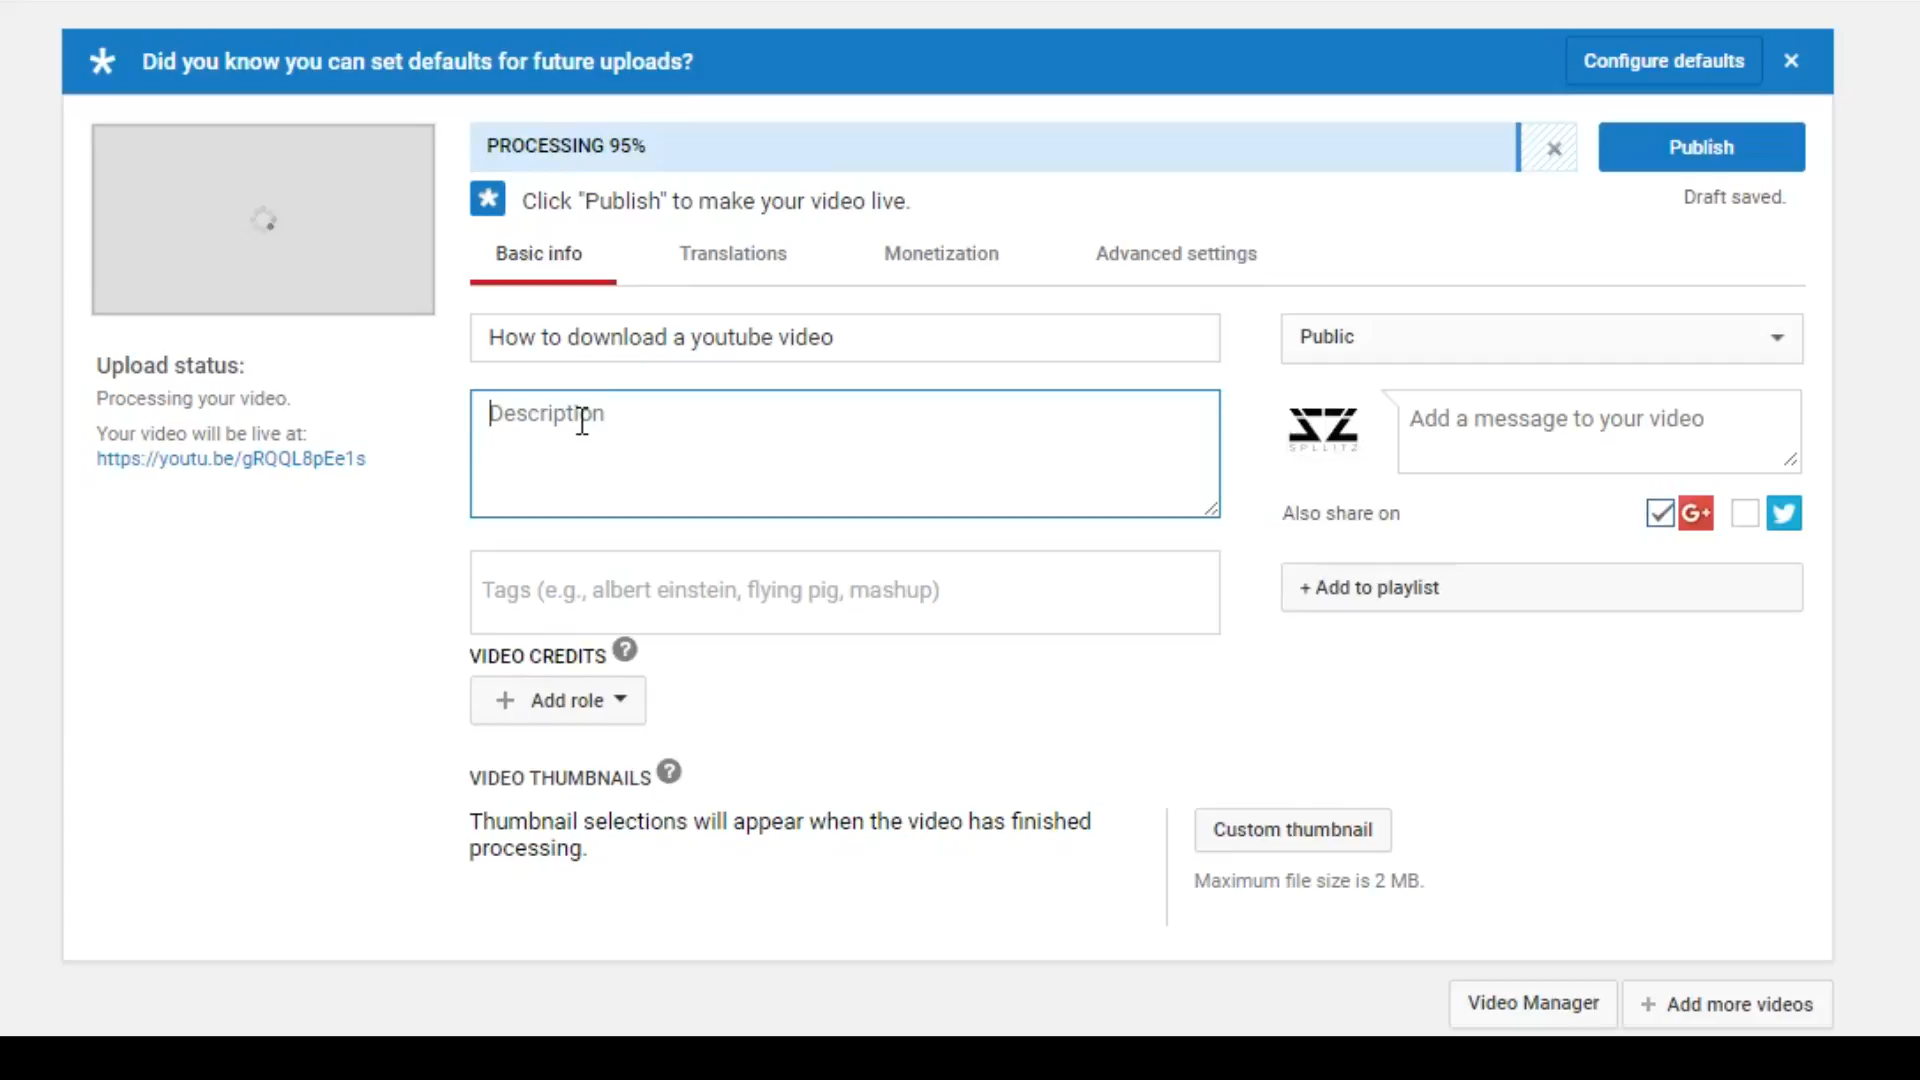 Did you know you can set defaults for future uploads?
Configure defaults
PROCESSING 95%
Publish
Click "Publish" to make your video live.
Draft saved.
Basic info
Translations
Monetization
Advanced settings
How to download a youtube video
Public
Upload status:
Processing your video.
Your video will be live at:
https://youtu.be/gRQQL8pEe1s
Description
SZ
SPLLITZ
Add a message to your video
Also share on
G+
Tags (e.g., albert einstein, flying pig, mashup)
+ Add to playlist
VIDEO CREDITS ?
+ Add role
VIDEO THUMBNAILS ?
Thumbnail selections will appear when the video has finished
processing.
Custom thumbnail
Maximum file size is 2 MB.
Video Manager
+ Add more videos